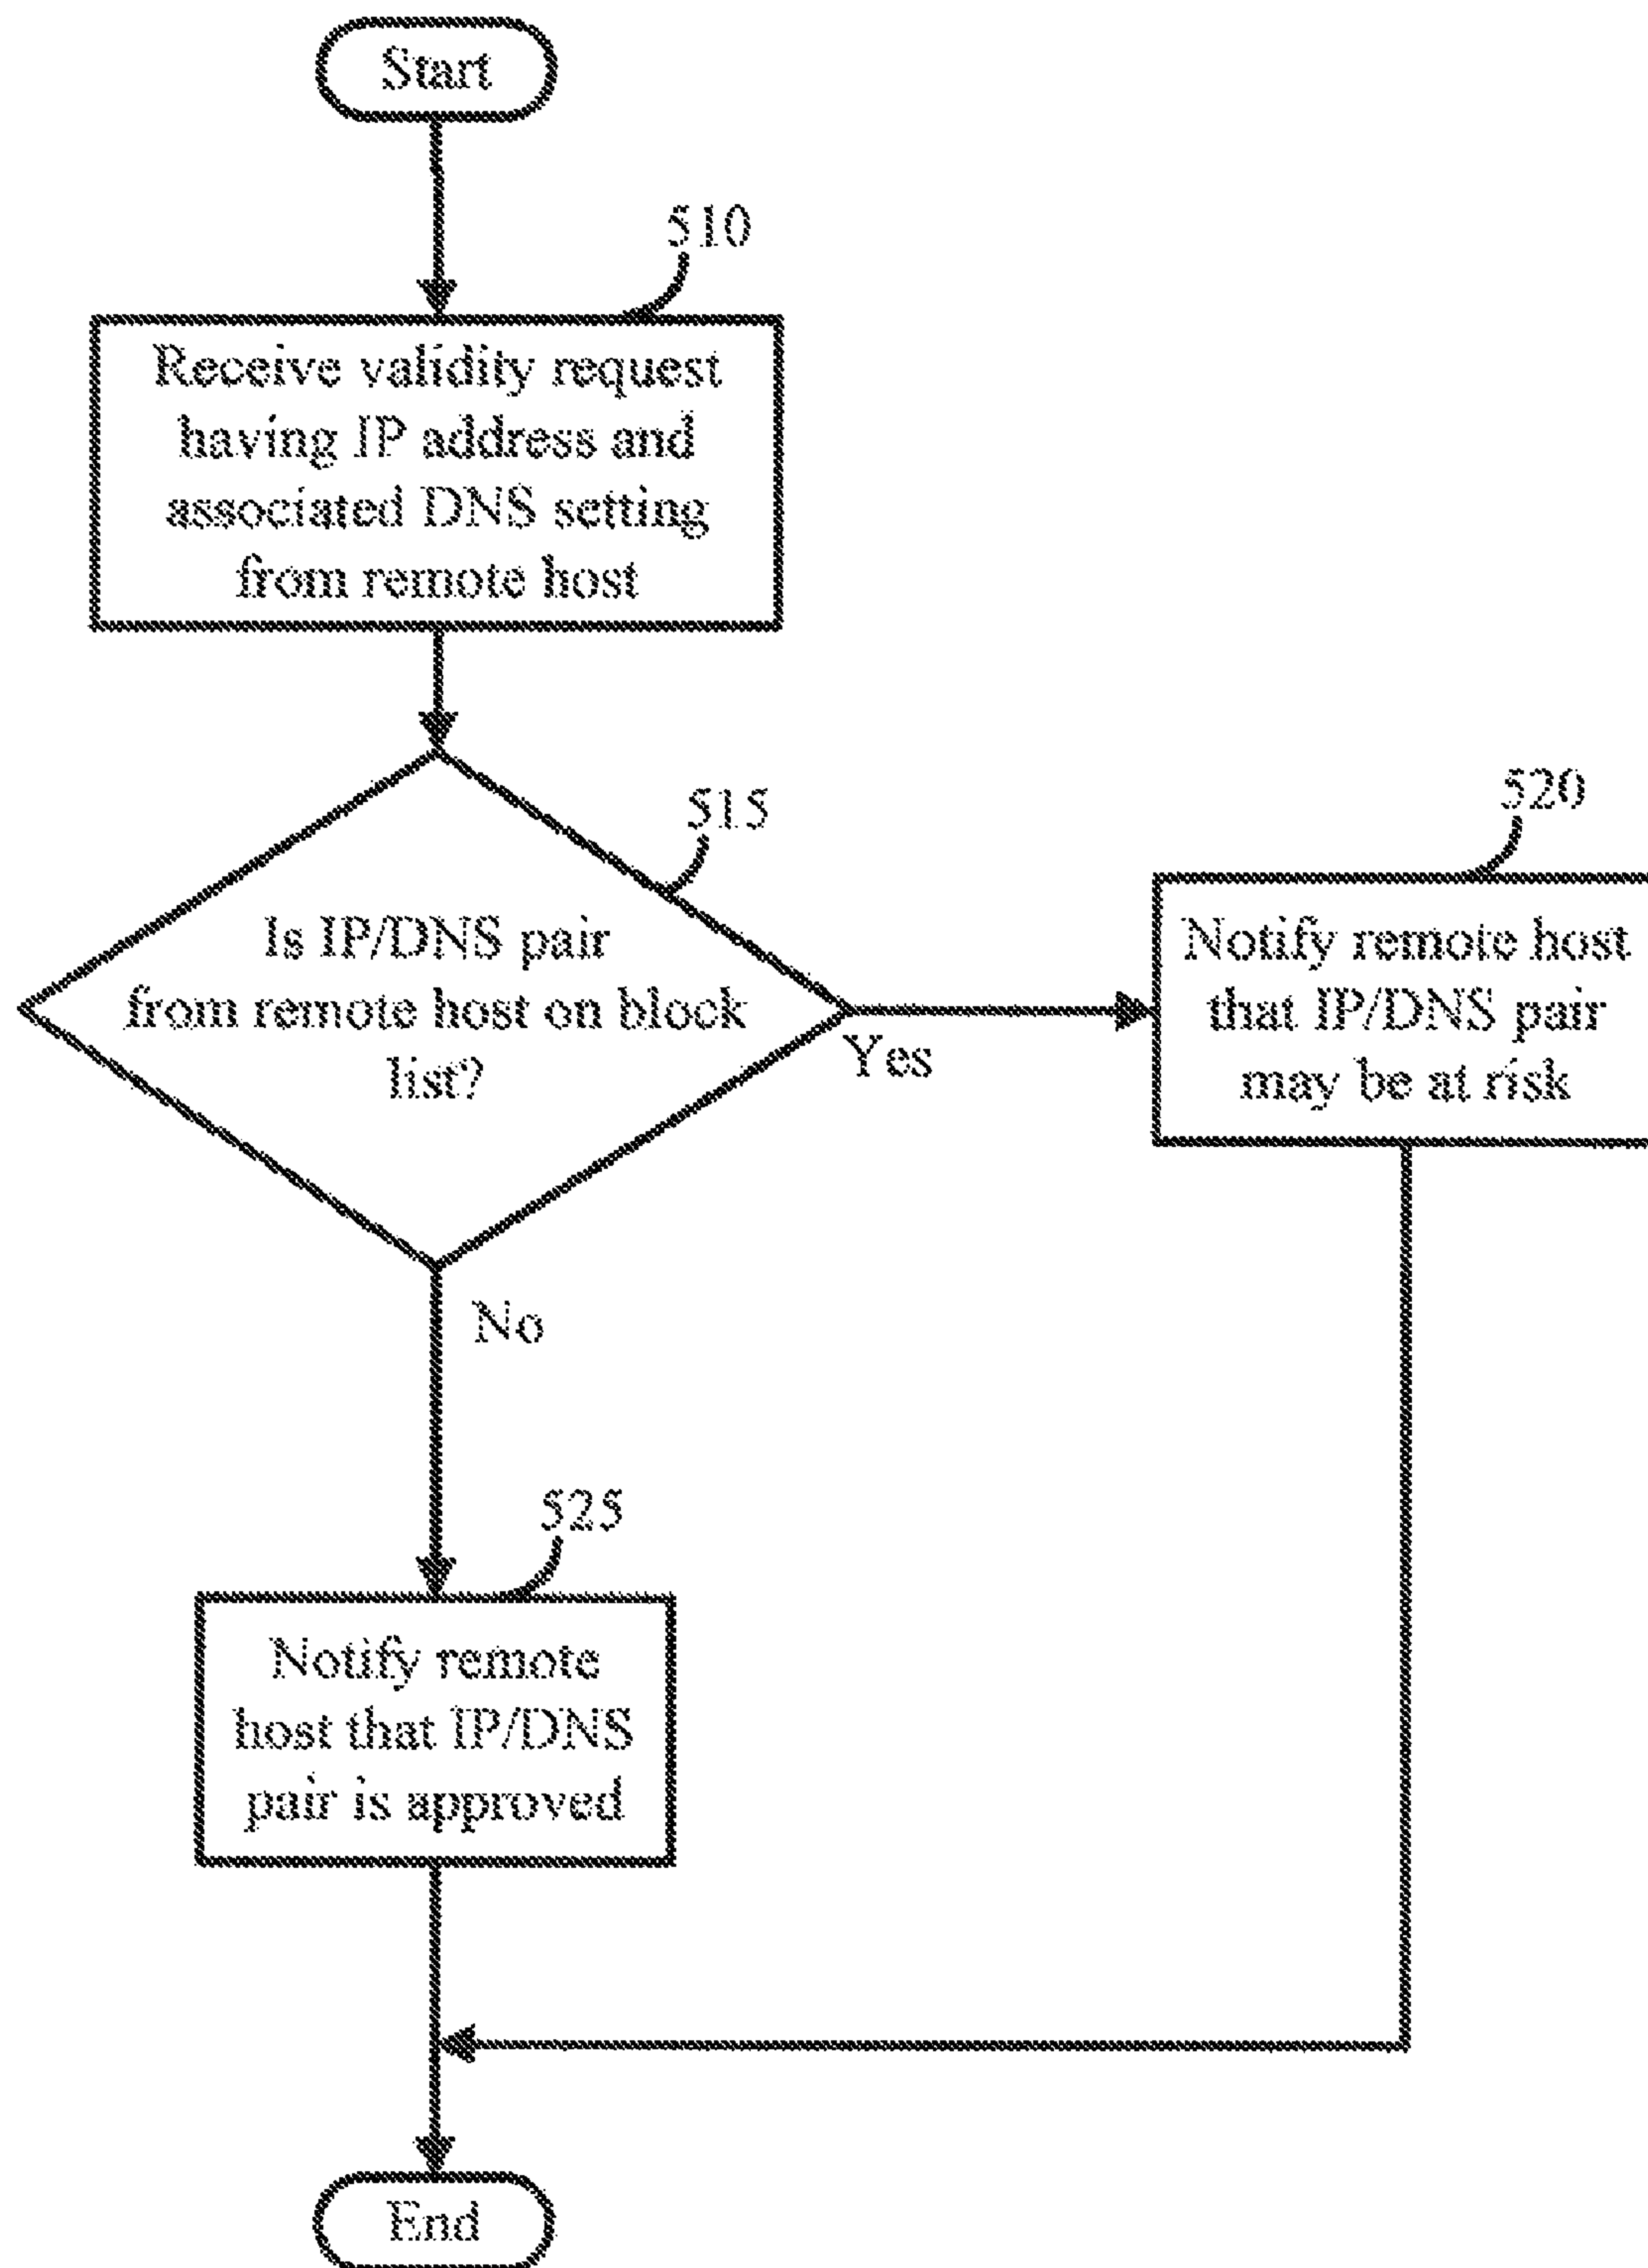 Start
510
Receive validity request
having IP address and
associated DNS setting
from remote host
515
Is IP/DNS pair
from remote host on block
list?
Yes
520
Notify remote host
that IP/DNS pair
may be at risk
No
525
Notify remote
host that IP/DNS
pair is approved
End